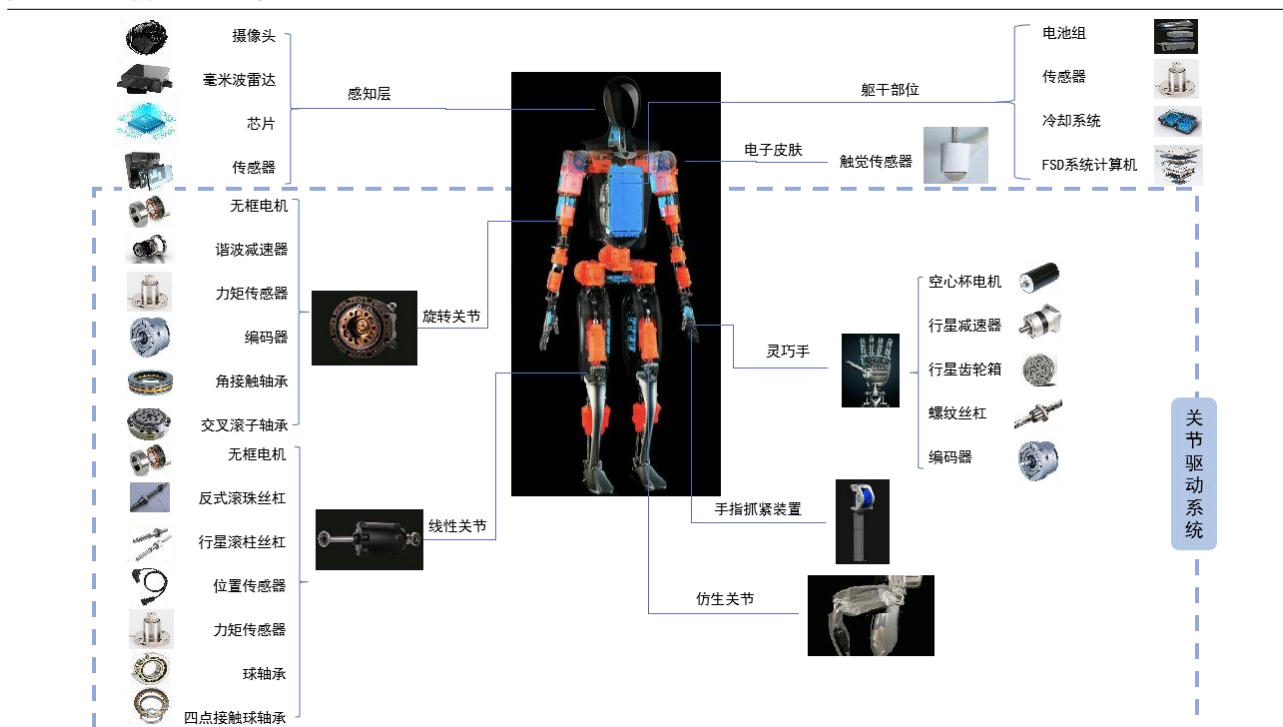 摄像头
毫米波雷达
芯片
传感器
感知层
躯干部位
电池组
传感器
冷却系统
FSD系统计算机
电子皮肤
触觉传感器
无框电机
谐波减速器
力矩传感器
编码器
角接触轴承
交叉滚子轴承
旋转关节
无框电机
反式滚珠丝杠
行星滚柱丝杠
位置传感器
力矩传感器
球轴承
四点接触球轴承
线性关节
灵巧手
空心杯电机
行星减速器
行星齿轮箱
螺纹丝杠
编码器
手指抓紧装置
仿生关节
关节驱动系统